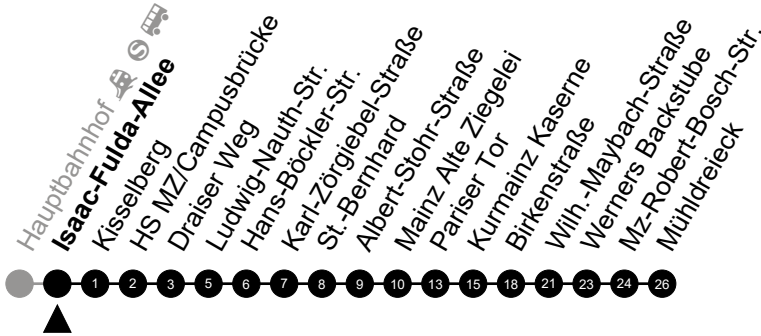 Hauptbahnhof
Isaac-Fulda-Allee
Kisselberg
HS MZ/Campusbrücke
Draiser Weg
Ludwig-Nauth-Str.
Hans-Böckler-Str.
Karl-Zörgiebel-Straße
St.-Bernhard
Albert-Stohr-Straße
Mainz Alte Ziegelei
Pariser Tor
Kurmainz Kaserne
Birkenstraße
Wilh.-Maybach-Straße
Werners Backstube
Mz-Robert-Bosch-Str.
Mühldreieck
1 2 3 5 6 7 8 9 10 13 15 18 21 23 24 26